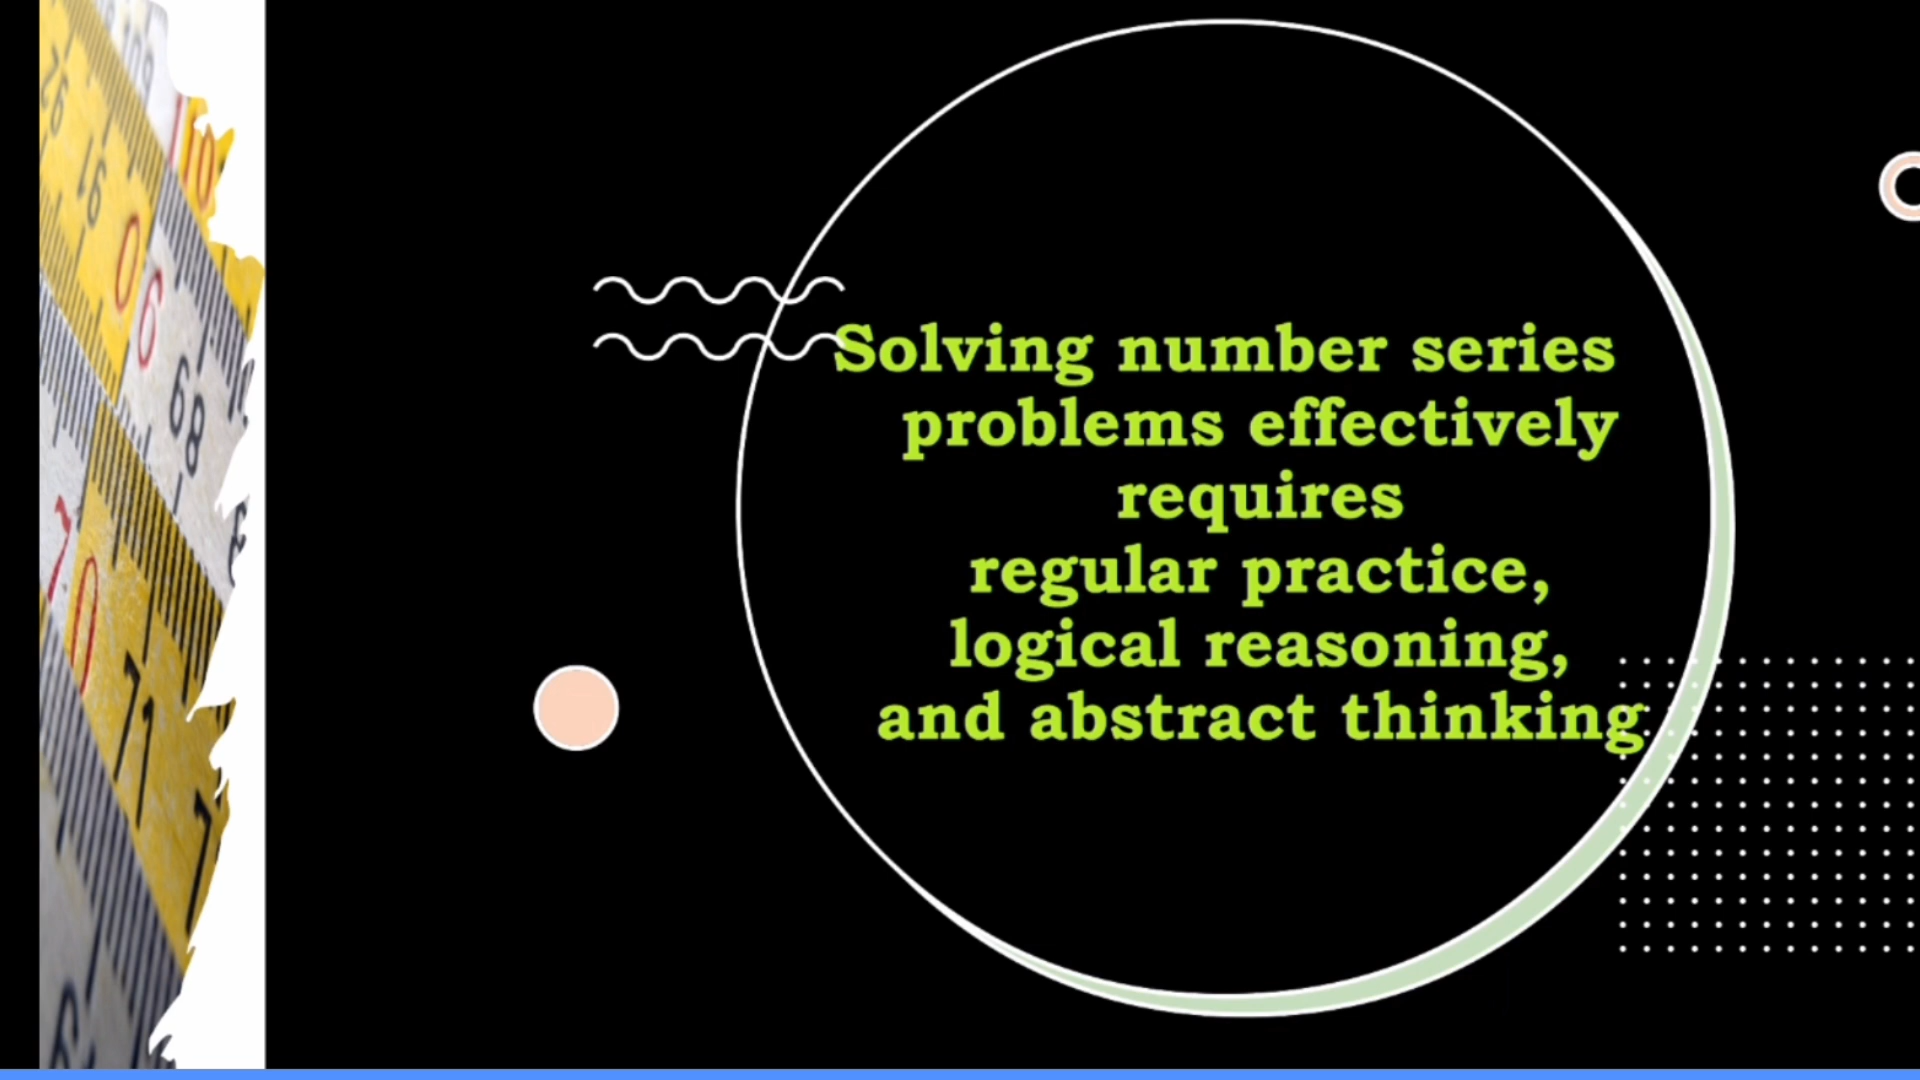 Solving number series
problems effectively
requires
regular practice,
logical reasoning,
and abstract thinking